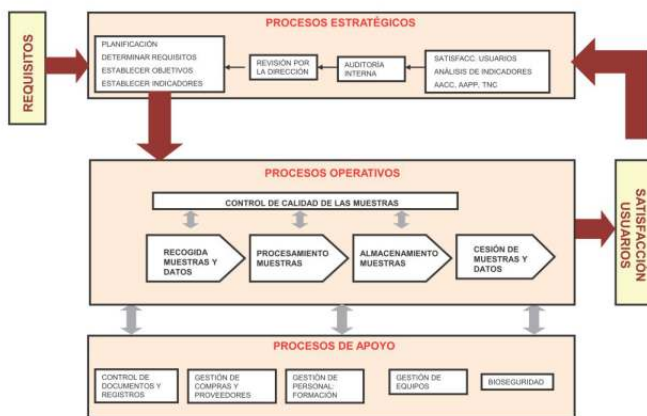 REQUISITOS
PROCESOS ESTRATÉGICOS
PLANIFICACIÓN
DETERMINAR REQUISITOS
ESTABLECER OBJETIVOS
ESTABLECER INDICADORES
REVISIÓN POR
LA DIRECCIÓN
AUDITORÍA
INTERNA
SATISFACC. USUARIOS
ANÁLISIS DE INDICADORES
AACC, AAPP, TNC
PROCESOS OPERATIVOS
CONTROL DE CALIDAD DE LAS MUESTRAS
RECOGIDA
MUESTRAS Y
DATOS
PROCESAMIENTO
MUESTRAS
ALMACENAMIENTO
MUESTRAS
CESIÓN DE
MUESTRAS Y
DATOS
SATISFACCIÓN
USUARIOS
PROCESOS DE APOYO
CONTROL DE
DOCUMENTOS Y
REGISTROS
GESTIÓN DE
COMPRAS Y
PROVEEDORES
GESTIÓN DE
PERSONAL:
FORMACIÓN
GESTIÓN DE
EQUIPOS
BIOSEGURIDAD